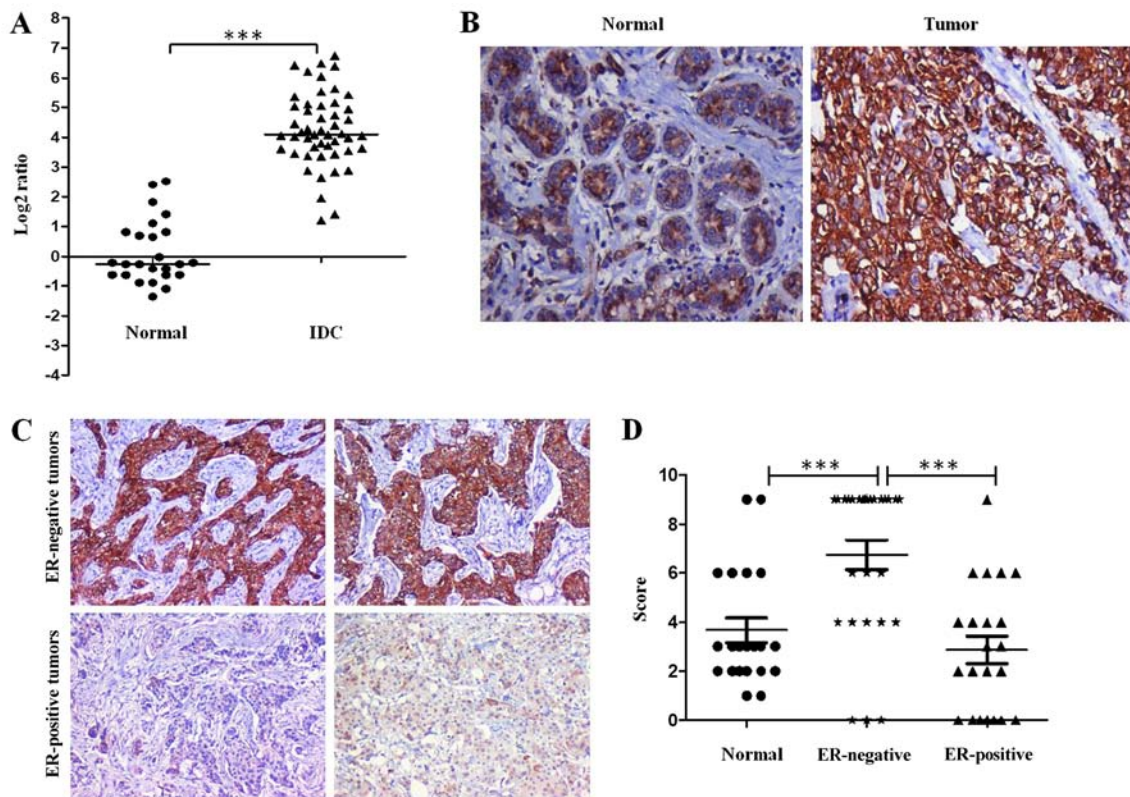 A
8
7
6
5
4
3
2
1
0
-1
-2
-3
-4
Log2 ratio
***
Normal
IDC
B
Normal
Tumor
C
ER-negative tumors
ER-positive tumors
D
10
8
6
4
2
0
Score
*** ***
Normal
ER-negative
ER-positive